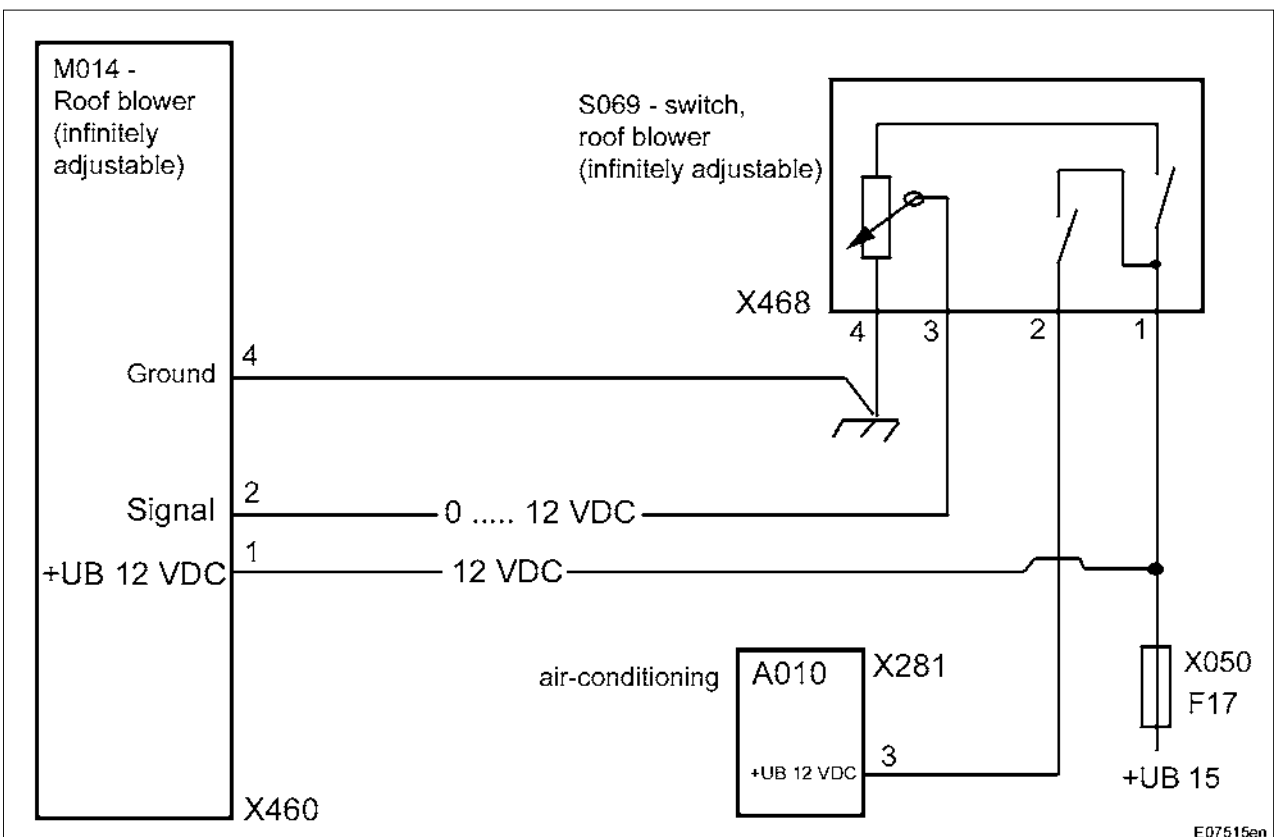 M014 -
Roof blower
(infinitely
adjustable)
S069 - switch,
roof blower
(infinitely adjustable)
X468
4
3
2
1
Ground
4
Signal
2
0 ..... 12 VDC
+UB 12 VDC
1
12 VDC
air-conditioning
A010
X281
+UB 12 VDC
3
X050
F17
+UB 15
X460
E07515en